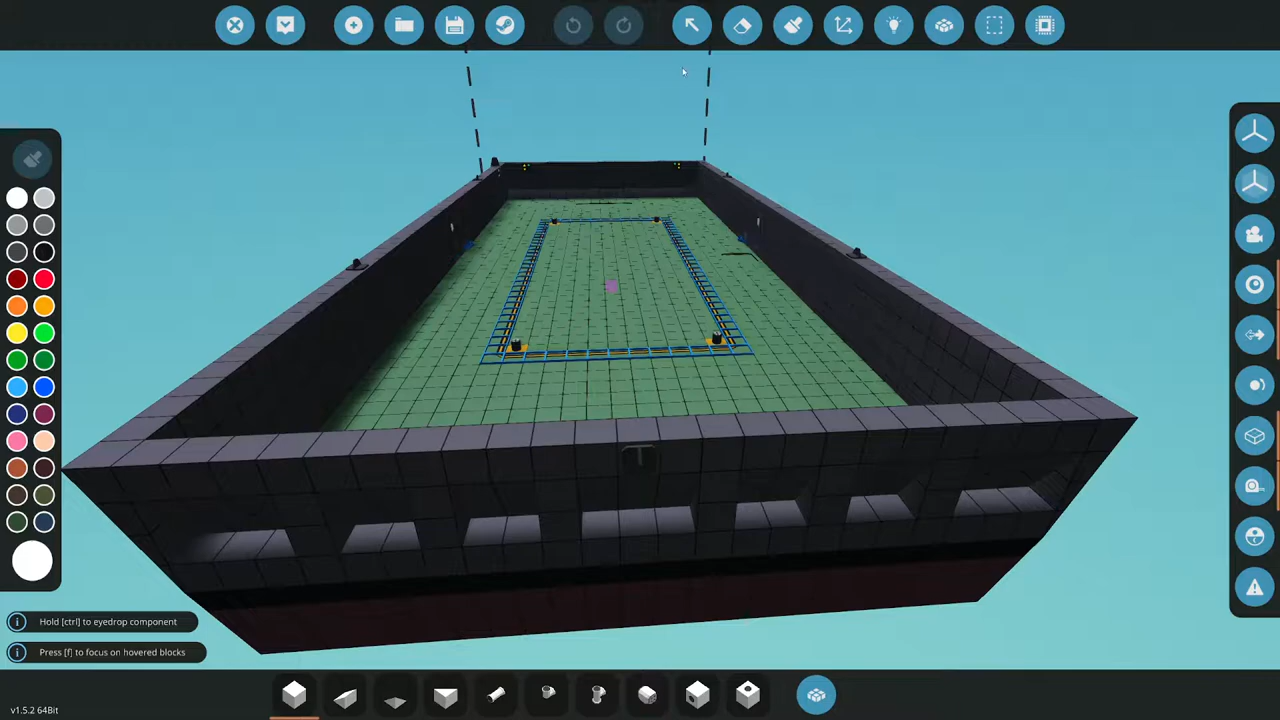 Hold [ctrl] to eyedrop component
Press [f] to focus on hovered blocks
v1.5.2 64Bit